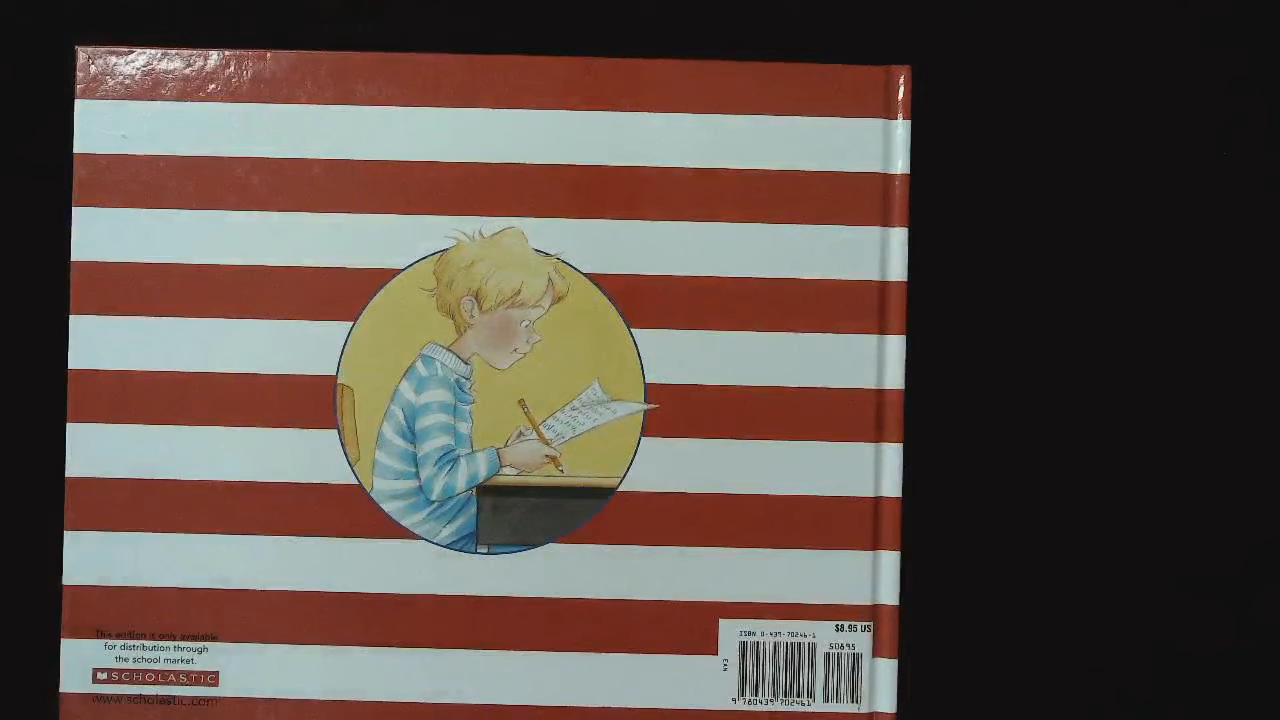 This edition is only available
for distribution through
the school market.
SCHOLASTIC
www.scholastic.com
$8.95 US
ISBN 0-439-70246-1
50895
EAN
9 780439 702461